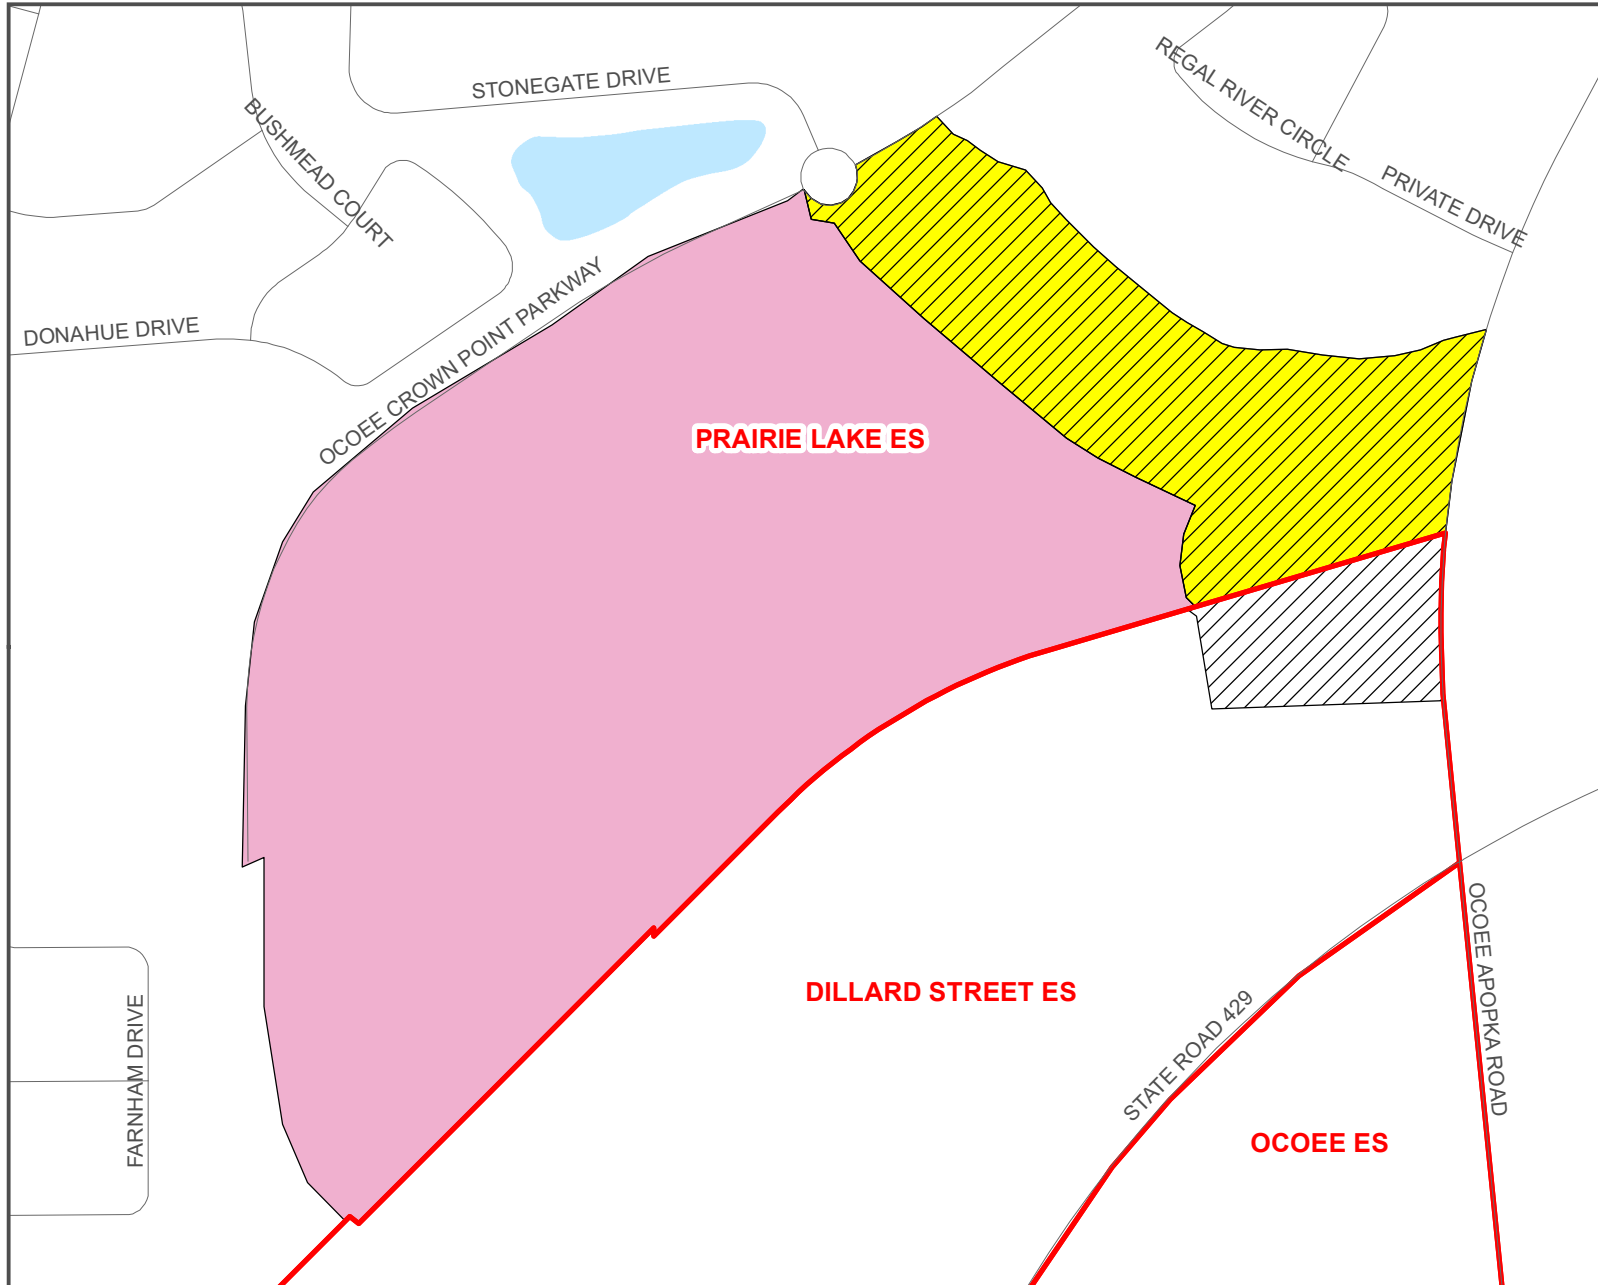 STONEGATE DRIVE
REGAL RIVER CIRCLE
BUSHMEAD COURT
PRIVATE DRIVE
OCOEE CROWN POINT PARKWAY
DONAHUE DRIVE
PRAIRIE LAKE ES
DILLARD STREET ES
OCOEE APOPKA ROAD
STATE ROAD 429
FARNHAM DRIVE
OCOEE ES